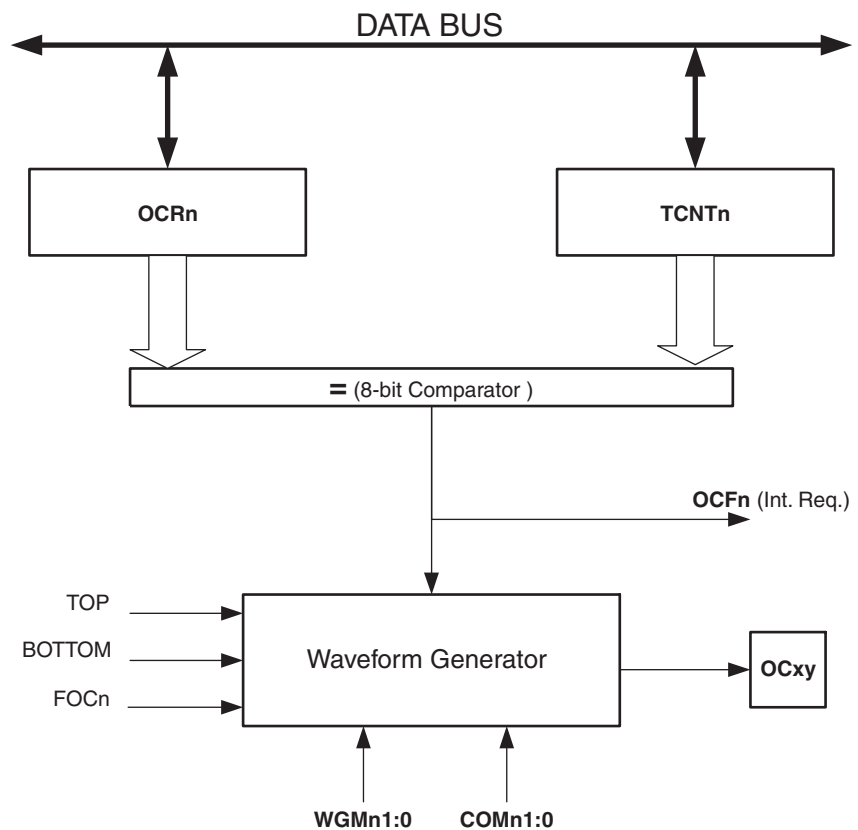 DATA BUS
OCRn
TCNTn
= (8-bit Comparator )
OCFn (Int. Req.)
TOP
BOTTOM
FOCn
Waveform Generator
OCxy
WGMn1:0
COMn1:0